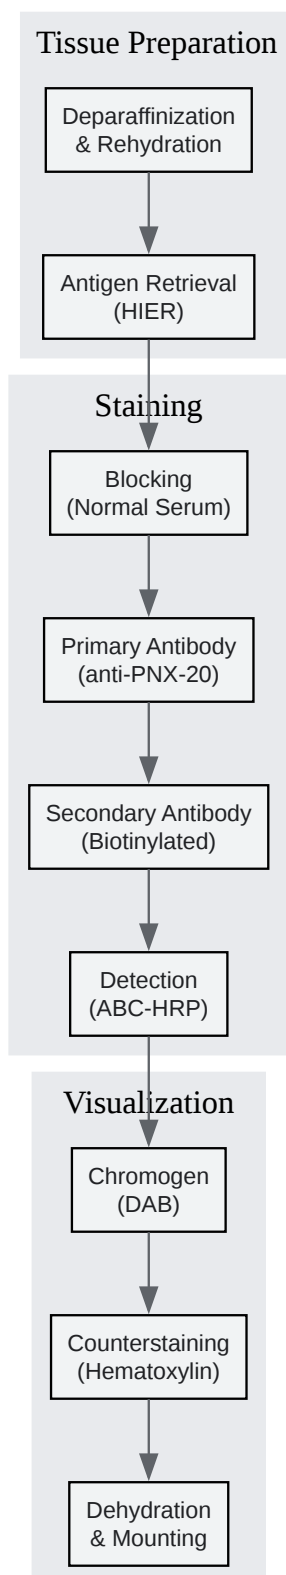 Tissue Preparation
Deparaffinization
& Rehydration
Antigen Retrieval
(HIER)
Staining
Blocking
(Normal Serum)
Primary Antibody
(anti-PNX-20)
Secondary Antibody
(Biotinylated)
Detection
(ABC-HRP)
Visualization
Chromogen
(DAB)
Counterstaining
(Hematoxylin)
Dehydration
& Mounting